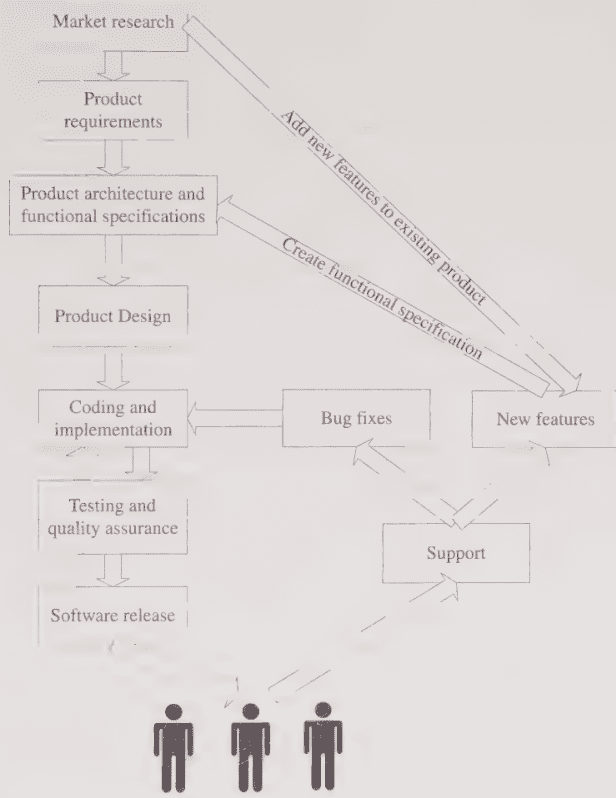 Market research
Product
requirements
Product architecture and
functional specifications
Product Design
Coding and
implementation
Testing and
quality assurance
Software release
Add new features to existing product
Create functional specification
Bug fixes
New features
Support